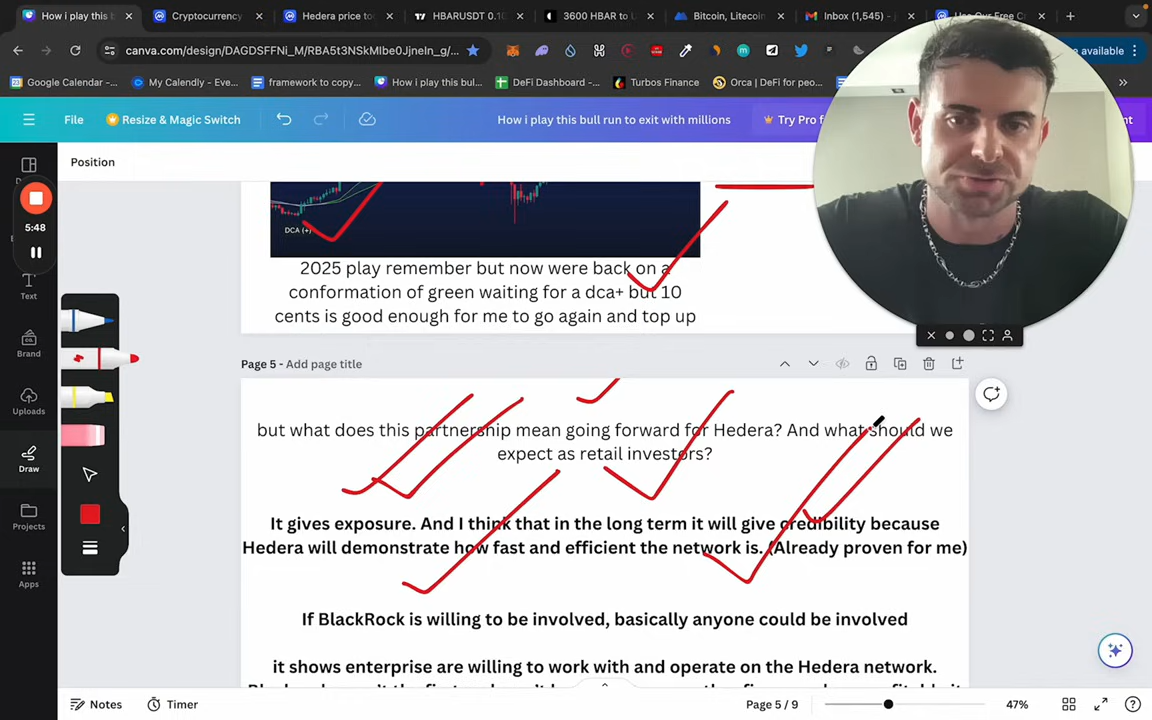 How i play this b
Cryptocurrency
Hedera price to
HBARUSDT 0.1
3600 HBAR to U
Bitcoin, Litecoin
Inbox (1,545)
canva.com/design/DAGDSFFNi_M/RBA5t3NSkMIbe0JjneIn_g/...
e available
Google Calendar -...
My Calendly - Eve...
framework to copy...
How i play this bul...
DeFi Dashboard -...
Turbos Finance
Orca | DeFi for peo...
File
Resize & Magic Switch
How i play this bull run to exit with millions
Try Pro f
Position
5:48
Text
Brand
Uploads
Draw
Projects
Apps
DCA (+)
2025 play remember but now were back on a
conformation of green waiting for a dca+ but 10
cents is good enough for me to go again and top up
Page 5 - Add page title
but what does this partnership mean going forward for Hedera? And what should we
expect as retail investors?
It gives exposure. And I think that in the long term it will give credibility because
Hedera will demonstrate how fast and efficient the network is. (Already proven for me)
If BlackRock is willing to be involved, basically anyone could be involved
it shows enterprise are willing to work with and operate on the Hedera network.
Notes
Timer
Page 5 / 9
47%